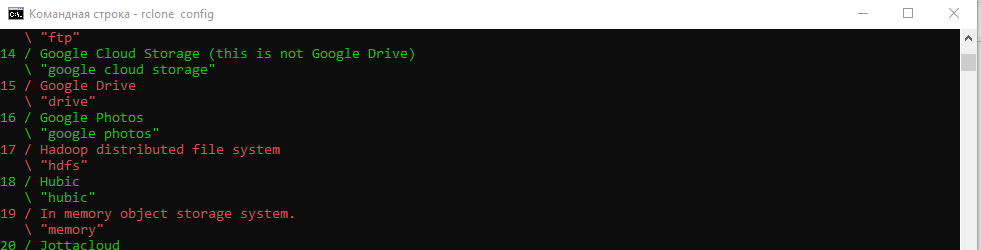 Командная строка - rclone config
\ "ftp"
14 / Google Cloud Storage (this is not Google Drive)
\ "google cloud storage"
15 / Google Drive
\ "drive"
16 / Google Photos
\ "google photos"
17 / Hadoop distributed file system
\ "hdfs"
18 / Hubic
\ "hubic"
19 / In memory object storage system.
\ "memory"
20 / Jottacloud